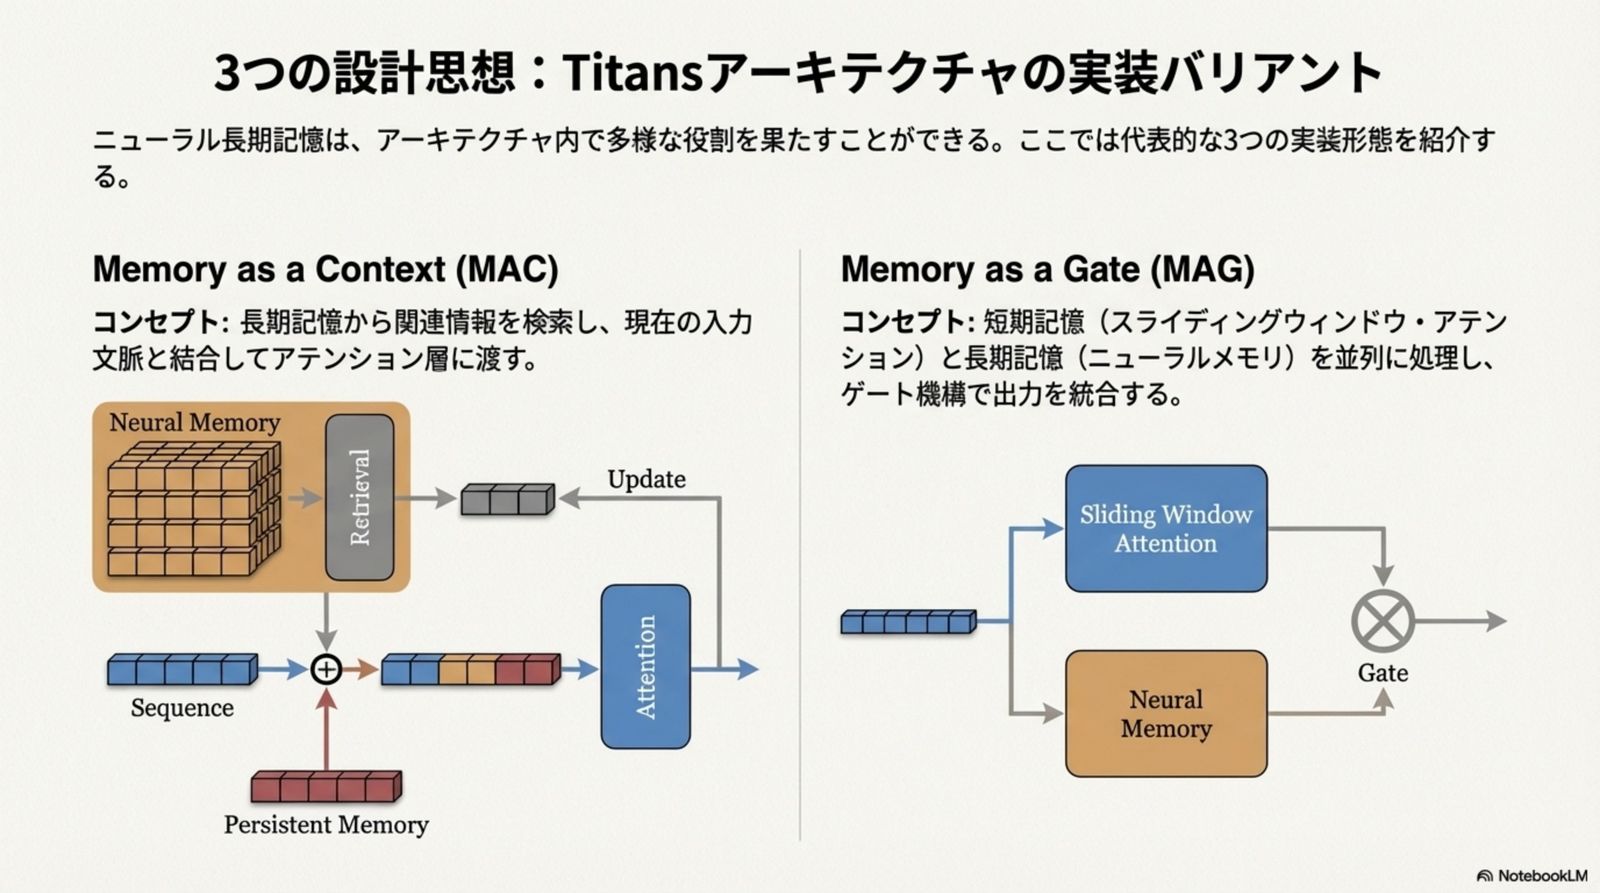 3つの設計思想：Titansアーキテクチャの実装バリアント
ニューラル長期記憶は、アーキテクチャ内で多様な役割を果たすことができる。ここでは代表的な3つの実装形態を紹介す
る。
Memory as a Context (MAC)
コンセプト: 長期記憶から関連情報を検索し、現在の入力
文脈と結合してアテンション層に渡す。
Neural Memory
Retrieval
Update
Sequence
Attention
Persistent Memory
Memory as a Gate (MAG)
コンセプト: 短期記憶（スライディングウィンドウ・アテン
ション）と長期記憶（ニューラルメモリ）を並列に処理し、
ゲート機構で出力を統合する。
Sliding Window
Attention
Neural
Memory
Gate
NotebookLM